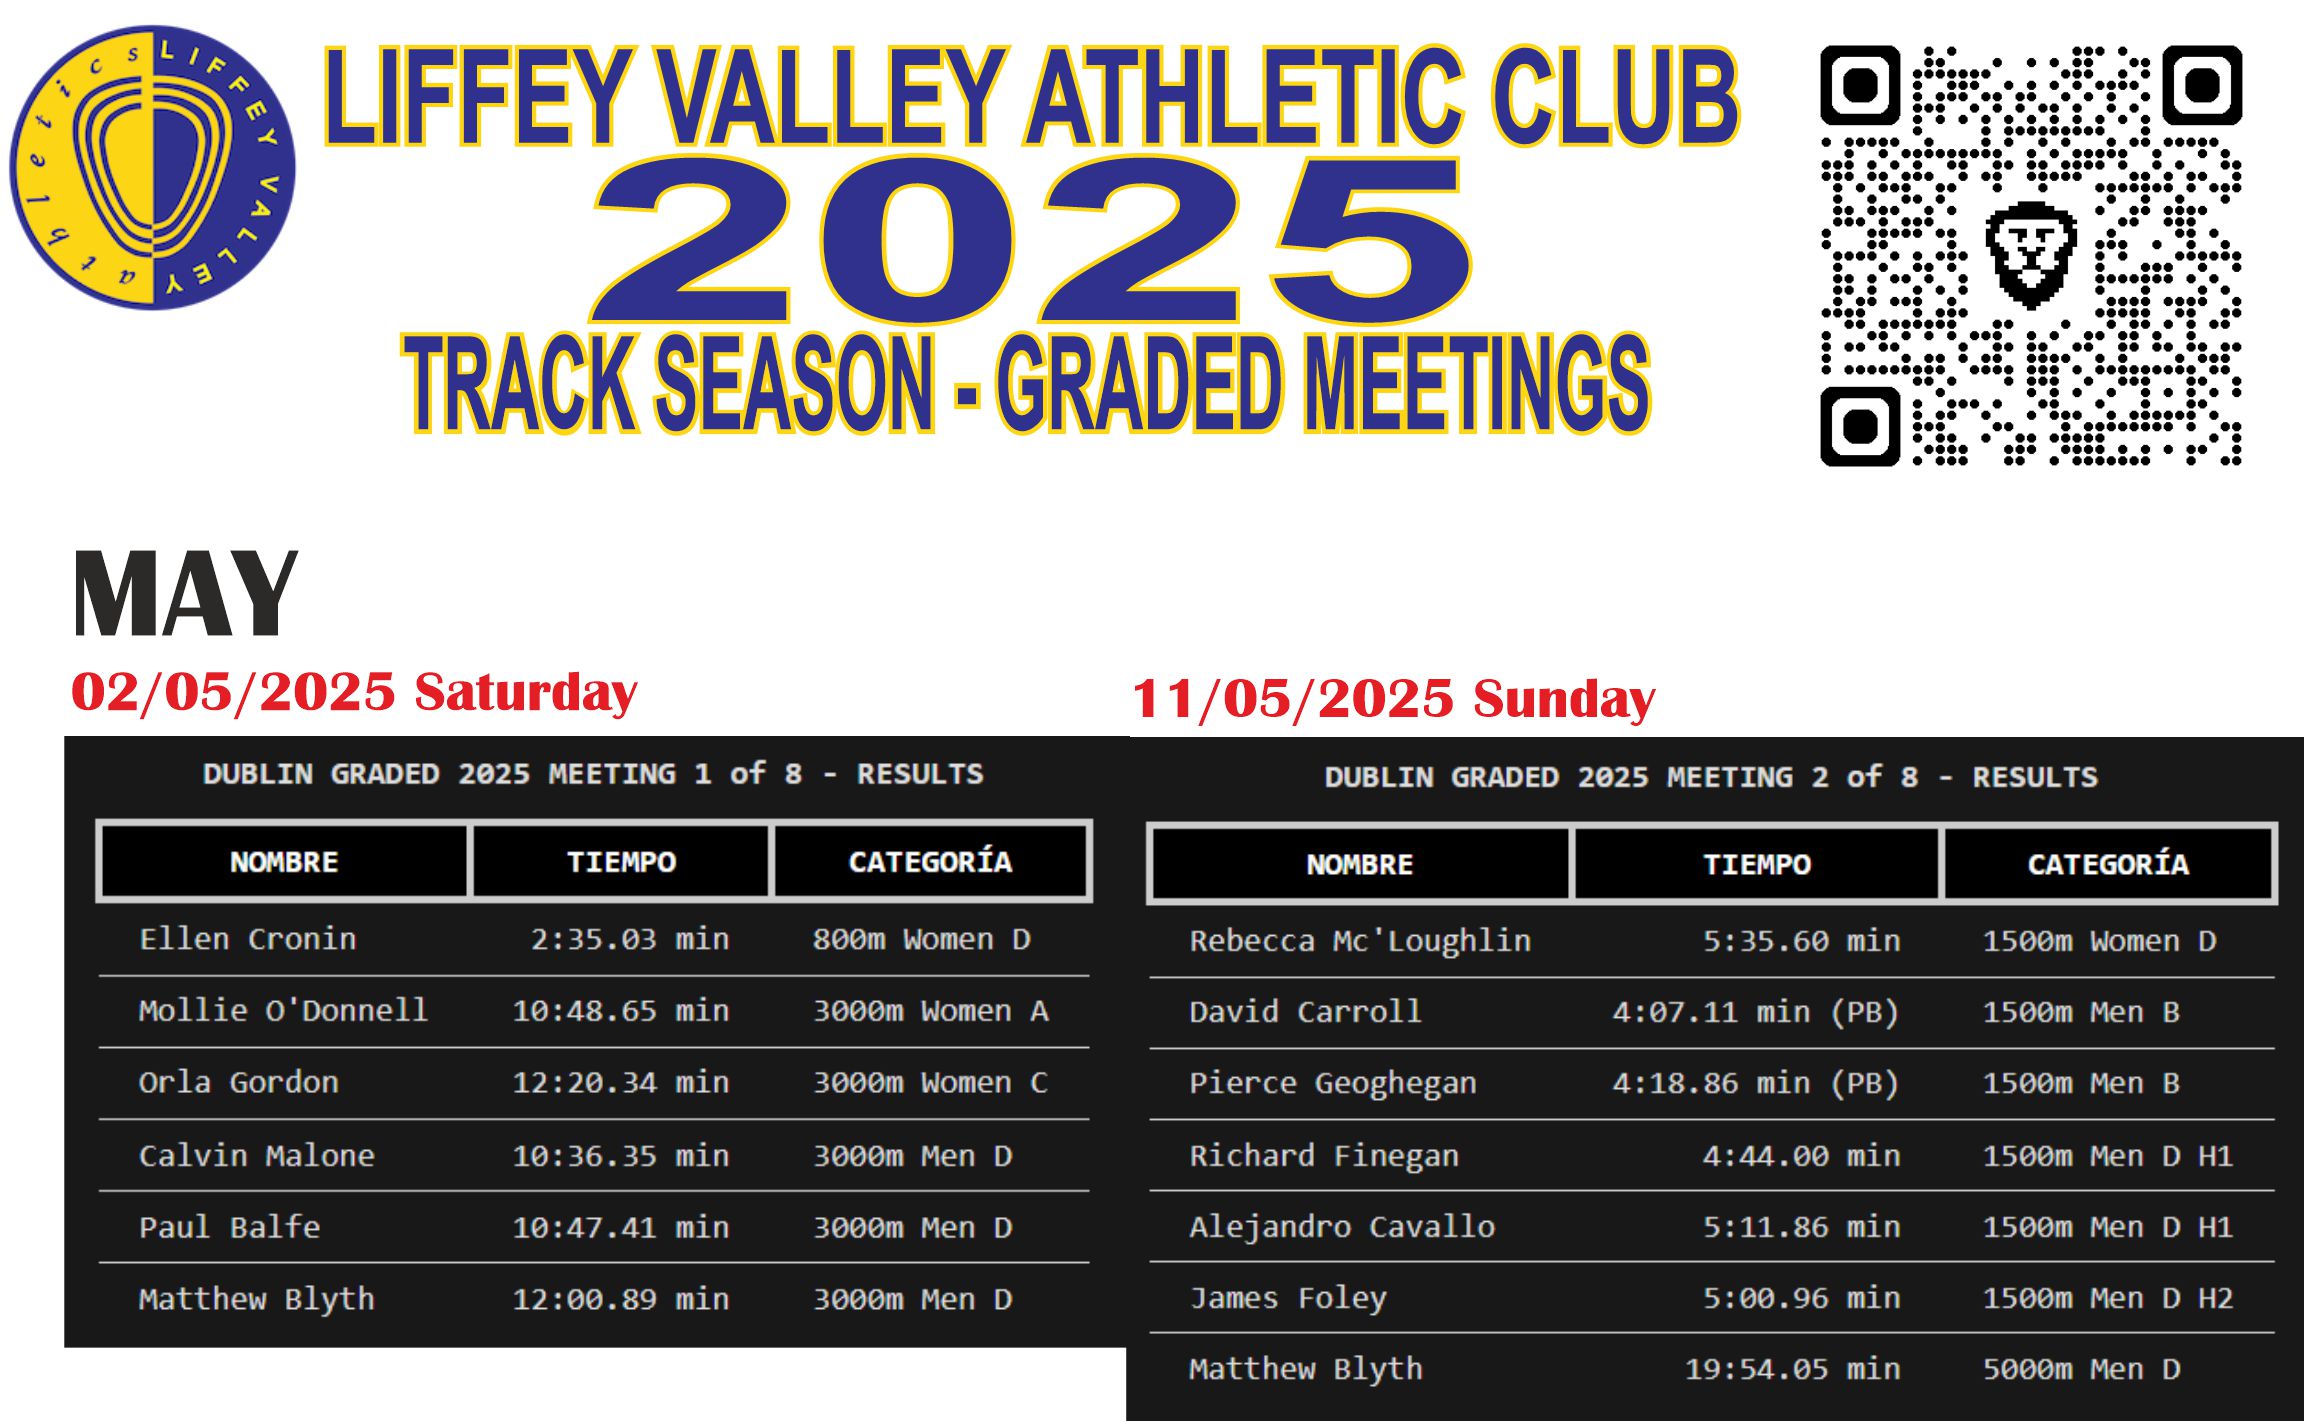 athletics LIFFEY VALLEY
LIFFEY VALLEY ATHLETIC CLUB
2025
TRACK SEASON - GRADED MEETINGS
MAY
02/05/2025 Saturday
DUBLIN GRADED 2025 MEETING 1 of 8 - RESULTS
NOMBRE TIEMPO CATEGORÍA
Ellen Cronin 2:35.03 min 800m Women D
Mollie O'Donnell 10:48.65 min 3000m Women A
Orla Gordon 12:20.34 min 3000m Women C
Calvin Malone 10:36.35 min 3000m Men D
Paul Balfe 10:47.41 min 3000m Men D
Matthew Blyth 12:00.89 min 3000m Men D
11/05/2025 Sunday
DUBLIN GRADED 2025 MEETING 2 of 8 - RESULTS
NOMBRE TIEMPO CATEGORÍA
Rebecca Mc'Loughlin 5:35.60 min 1500m Women D
David Carroll 4:07.11 min (PB) 1500m Men B
Pierce Geoghegan 4:18.86 min (PB) 1500m Men B
Richard Finegan 4:44.00 min 1500m Men D H1
Alejandro Cavallo 5:11.86 min 1500m Men D H1
James Foley 5:00.96 min 1500m Men D H2
Matthew Blyth 19:54.05 min 5000m Men D